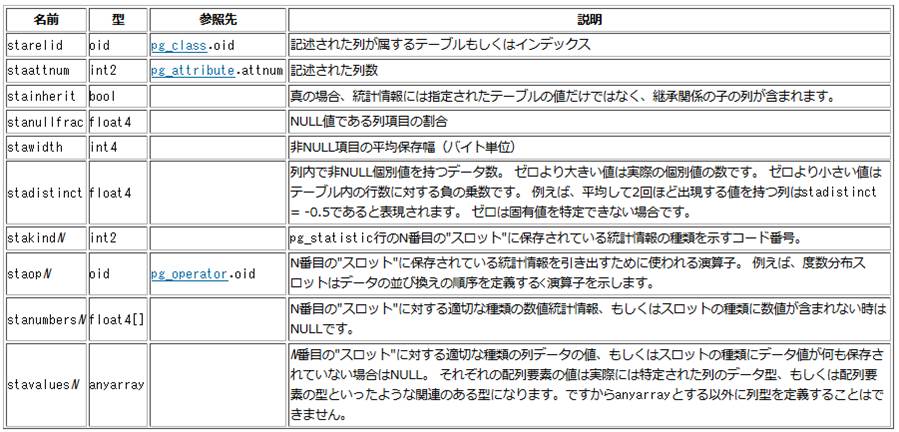 名前 型 参照先 説明
starelid oid pg_class.oid 記述された列が属するテーブルもしくはインデックス
staattnum int2 pg_attribute.attnum 記述された列数
stainherit bool 真の場合、統計情報には指定されたテーブルの値だけではなく、継承関係の子の列が含まれます。
stanullfrac float4 NULL値である列項目の割合
stawidth int4 非NULL項目の平均保存幅（バイト単位）
stadistinct float4 列内で非NULL個別値を持つデータ数。 ゼロより大きい値は実際の個別値の数です。 ゼロより小さい値は
テーブル内の行数に対する負の乗数です。 例えば、平均して2回ほど出現する値を持つ列はstadistinct
= -0.5であると表現されます。 ゼロは固有値を特定できない場合です。
stakindN int2 pg_statistic行のN番目の"スロット"に保存されている統計情報の種類を示すコード番号。
staopN oid pg_operator.oid N番目の"スロット"に保存されている統計情報を引き出すために使われる演算子。 例えば、度数分布ス
ロットはデータの並び換えの順序を定義する<演算子を示します。
stanumbersN float4[] N番目の"スロット"に対する適切な種類の数値統計情報、もしくはスロットの種類に数値が含まれない時は
NULLです。
stavaluesN anyarray N番目の"スロット"に対する適切な種類の列データの値、もしくはスロットの種類にデータ値が何も保存さ
れていない場合はNULL。 それぞれの配列要素の値は実際には特定された列のデータ型、もしくは配列要
素の型といったような関連のある型になります。ですからanyarrayとする以外に列型を定義することはで
きません。